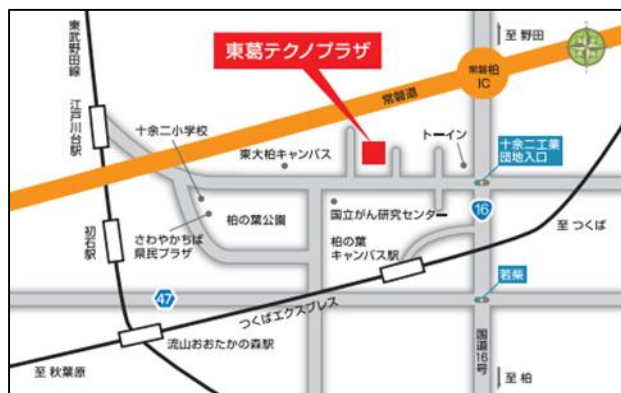 東武野田線
江戸川台駅
初石駅
東葛テクノプラザ
至 野田
常磐柏
IC
常磐道
十余二小学校
東大柏キャンパス
トーイン
十余二工業
団地入口
柏の葉公園
国立がん研究センター
16
さわやかちば
県民プラザ
柏の葉
キャンパス駅
至 つくば
47
つくばエクスプレス
若柴
流山おおたかの森駅
国道16号
至 秋葉原
至 柏